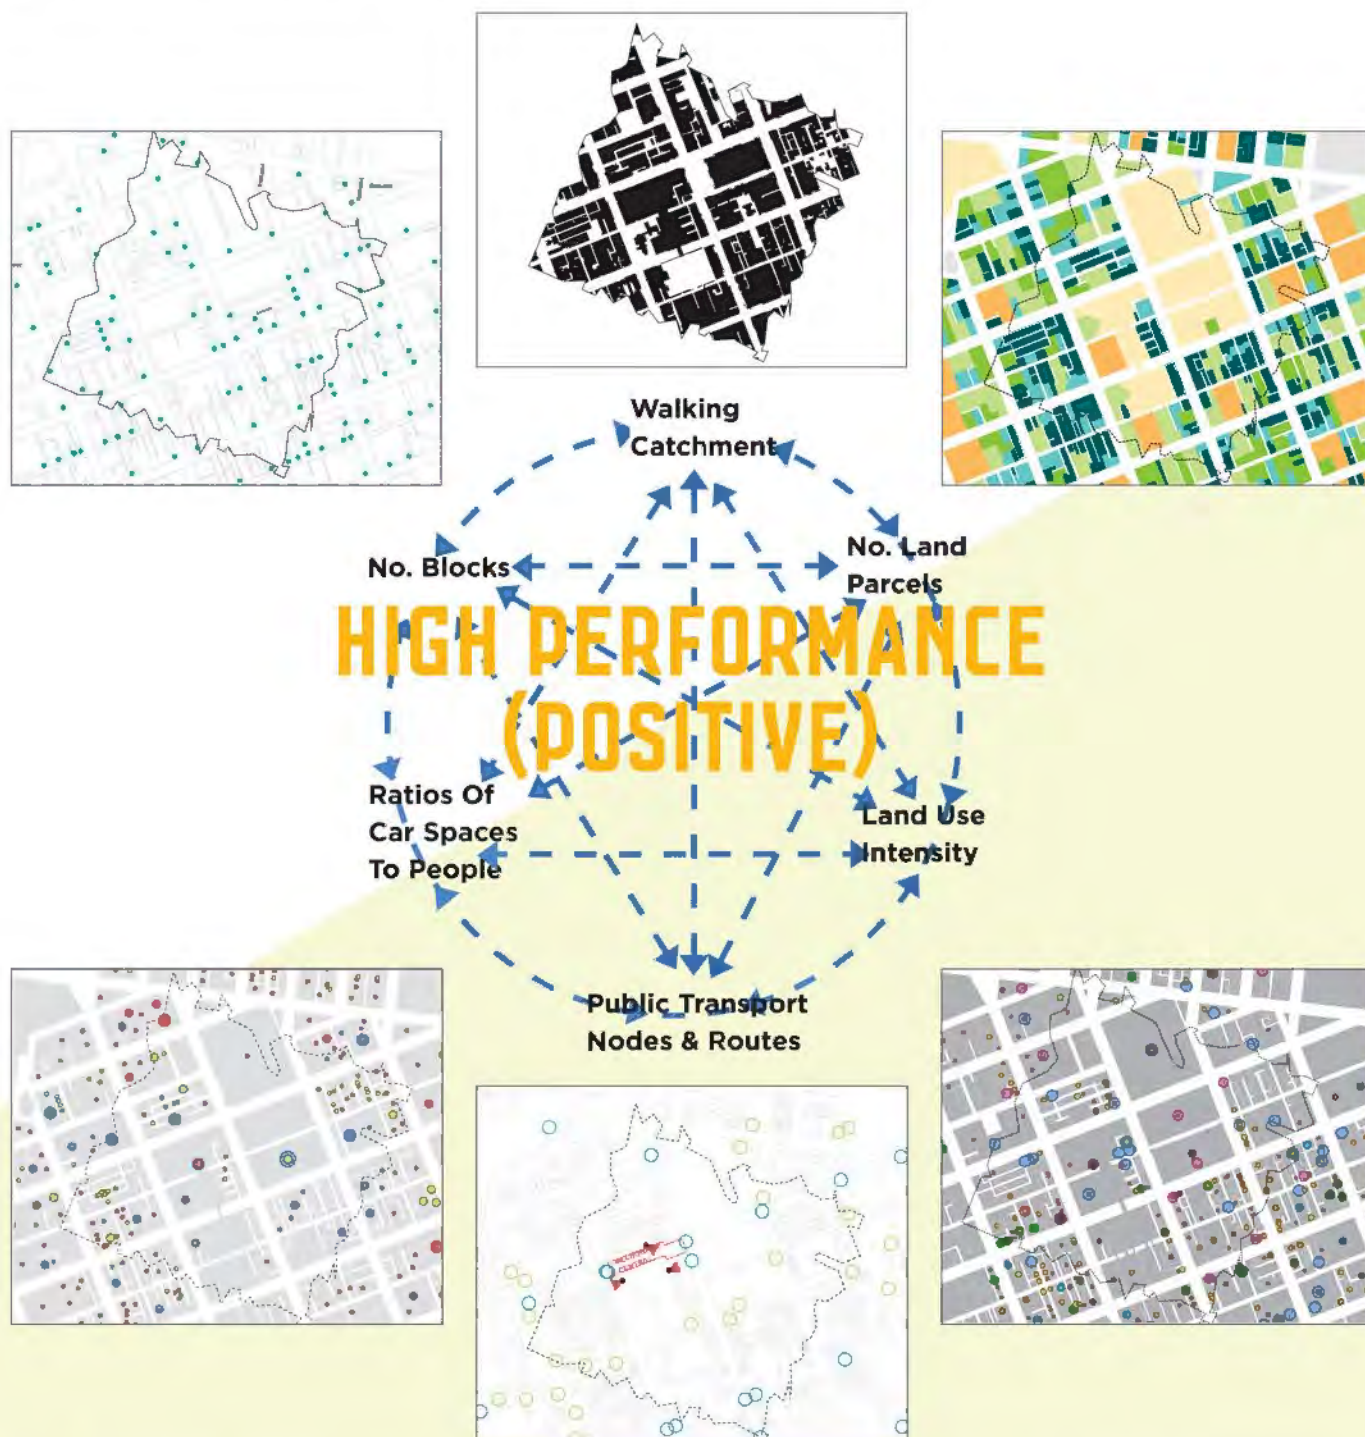 Walking
Catchment
No. Blocks
No. Land
Parcels
HIGH PERFORMANCE
(POSITIVE)
Ratios Of
Car Spaces
To People
Land Use
Intensity
Public Transport
Nodes & Routes